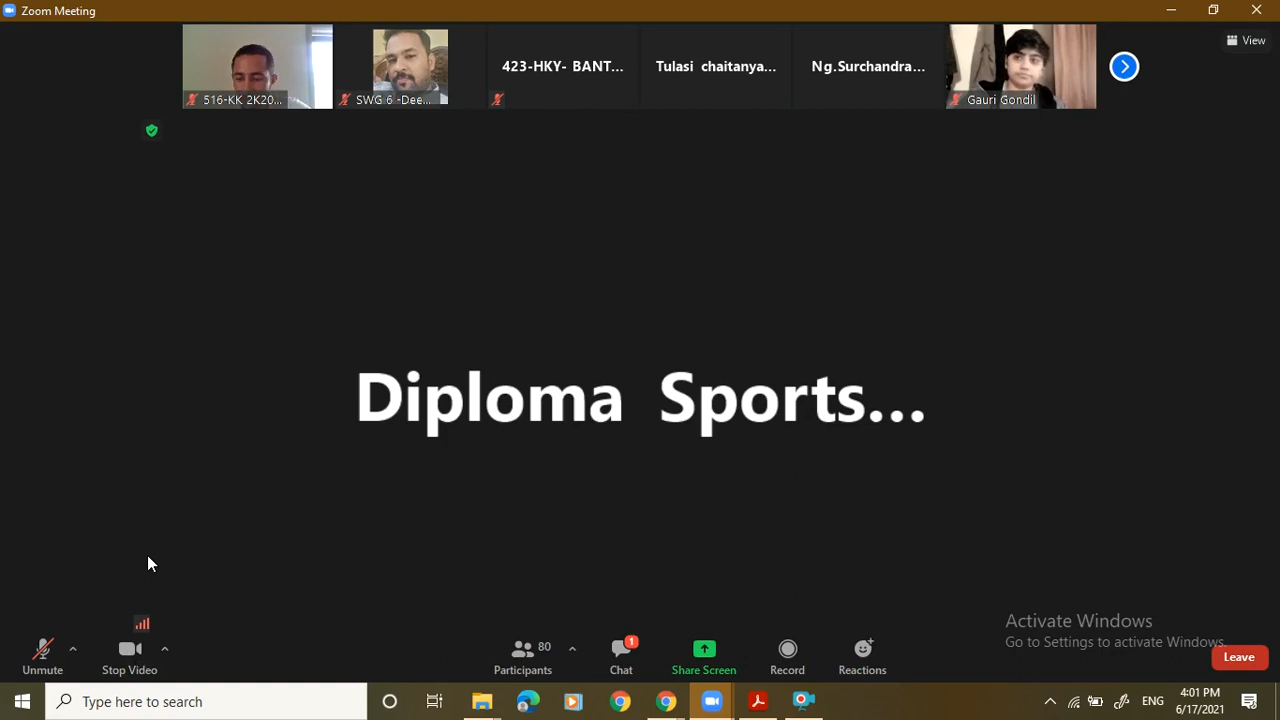 Zoom Meeting
516-KK 2K20...
SWG 6 -Dee...
423-HKY- BANT...
Tulasi chaitanya...
Ng.Surchandra...
Gauri Gondil
View
Diploma Sports...
Activate Windows
Go to Settings to activate Windows.
Unmute
Stop Video
80
Participants
1
Chat
Share Screen
Record
Reactions
Leave
Type here to search
ENG
4:01 PM
6/17/2021